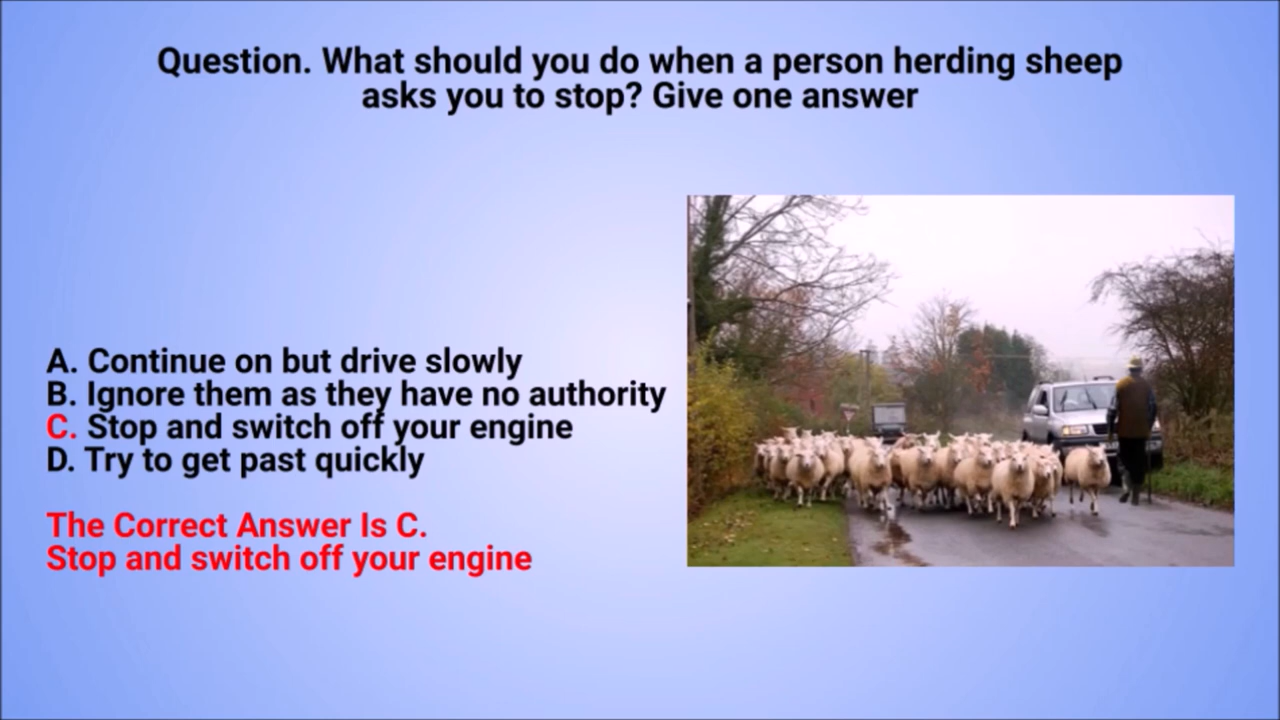 Question. What should you do when a person herding sheep
asks you to stop? Give one answer
A. Continue on but drive slowly
B. Ignore them as they have no authority
C. Stop and switch off your engine
D. Try to get past quickly
The Correct Answer Is C.
Stop and switch off your engine